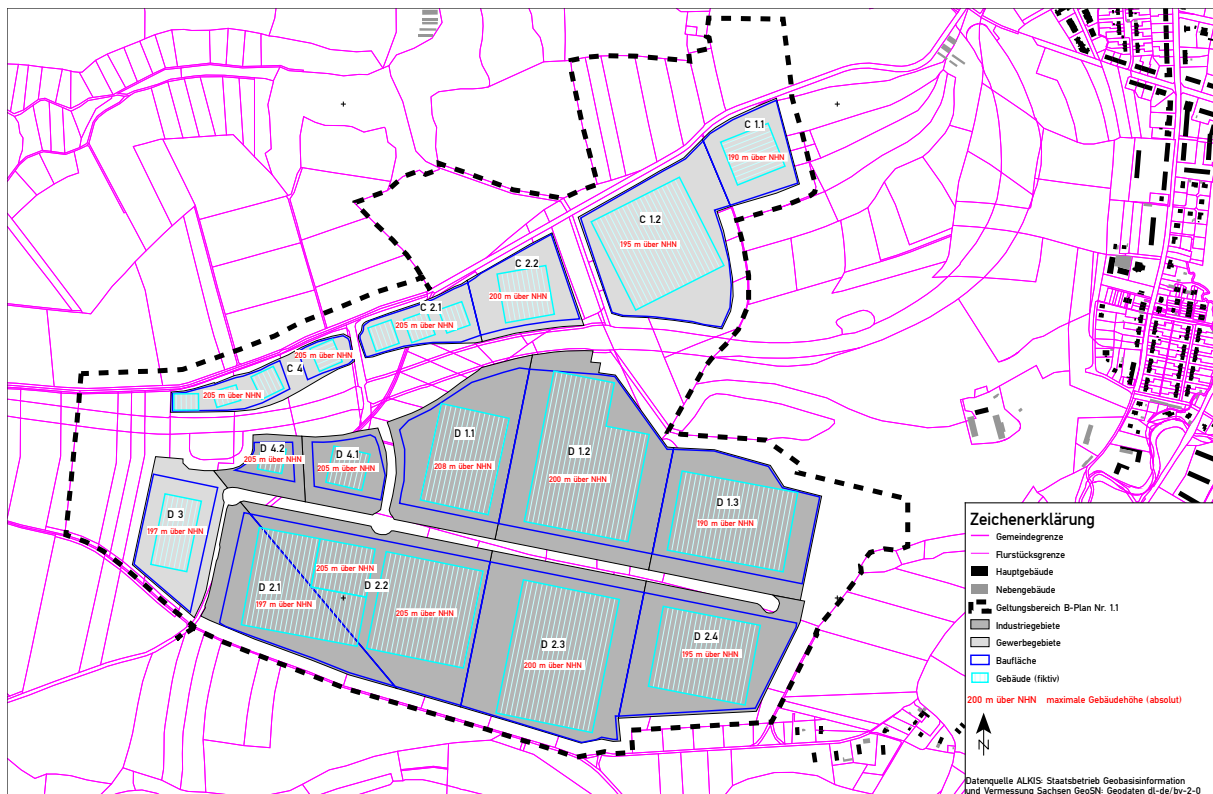 C 1.1
190 m über NHN
C 1.2
195 m über NHN
C 2.2
200 m über NHN
C 2.1
205 m über NHN
205 m über NHN
C 4
205 m über NHN
D 4.2
205 m über NHN
D 4.1
205 m über NHN
D 1.1
208 m über NHN
D 1.2
200 m über NHN
D 1.3
190 m über NHN
D 3
197 m über NHN
D 2.1
197 m über NHN
205 m über NHN
D 2.2
205 m über NHN
D 2.3
200 m über NHN
D 2.4
195 m über NHN
Zeichenerklärung
Gemeindegrenze
Flurstücksgrenze
Hauptgebäude
Nebengebäude
Geltungsbereich B-Plan Nr. 1.1
Industriegebiete
Gewerbegebiete
Baufläche
Gebäude (fiktiv)
200 m über NHN maximale Gebäudehöhe (absolut)
N
Datenquelle ALKIS: Staatsbetrieb Geobasisinformation
und Vermessung Sachsen GeoSN: Geodaten dl-de/by-2-0